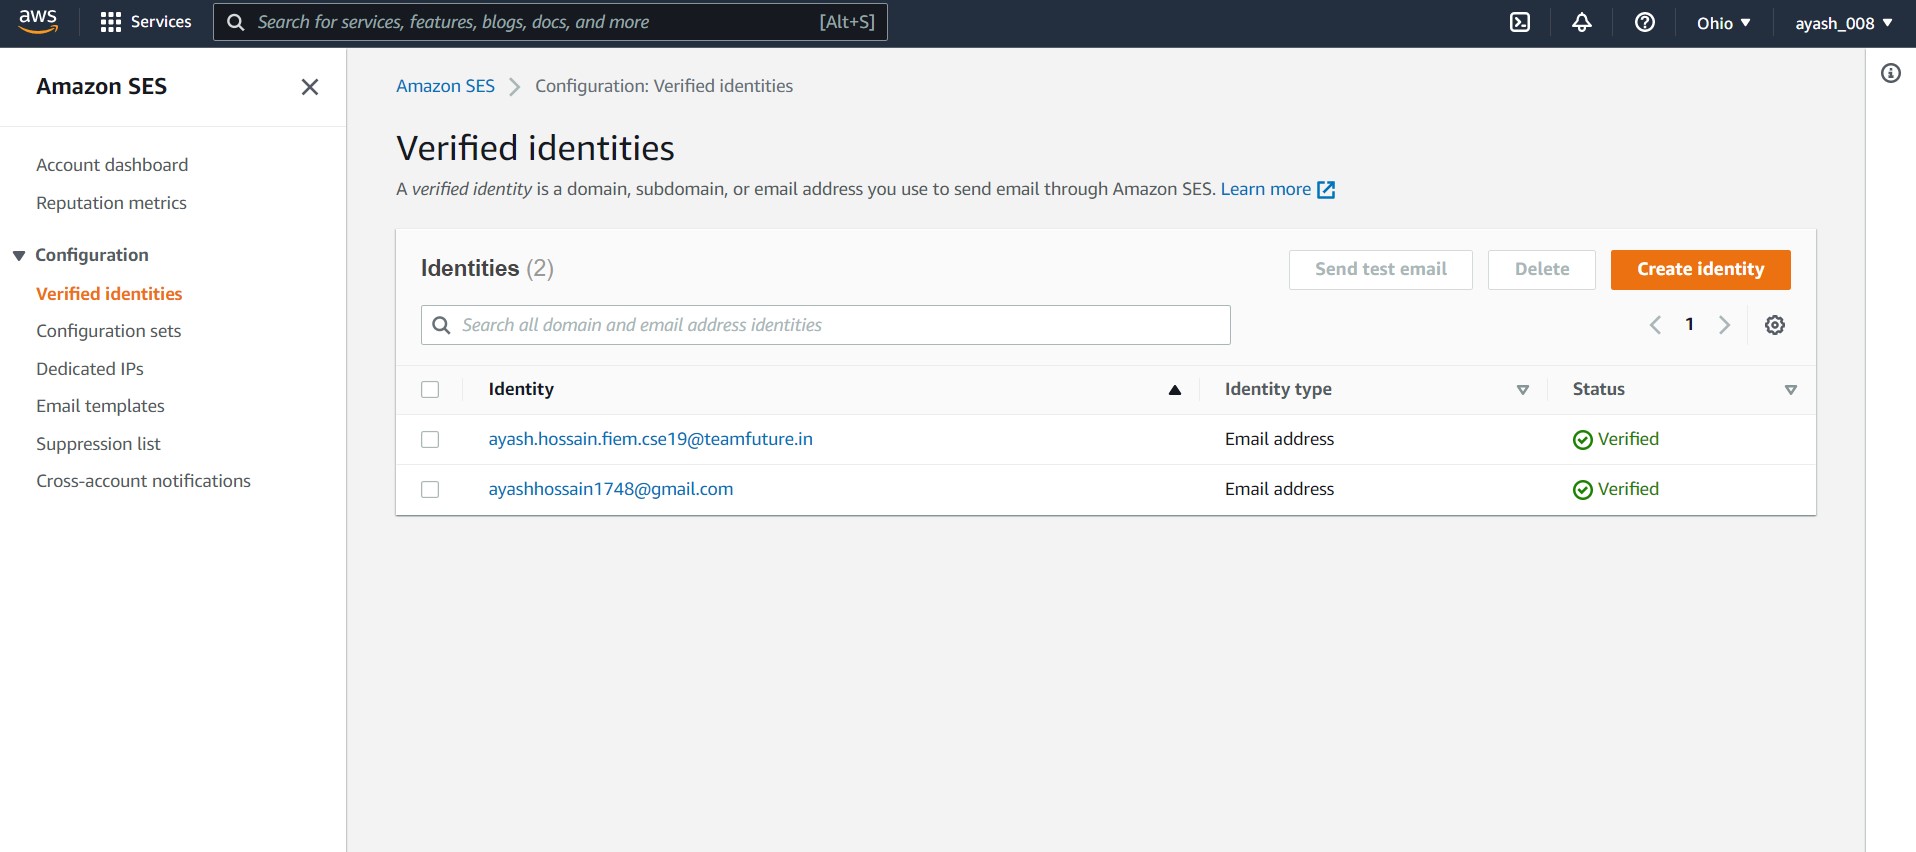 aws Services Search for services, features, blogs, docs, and more [Alt+S] Ohio ayash_008
Amazon SES
Account dashboard
Reputation metrics
Configuration
Verified identities
Configuration sets
Dedicated IPs
Email templates
Suppression list
Cross-account notifications
Amazon SES Configuration: Verified identities
Verified identities
A verified identity is a domain, subdomain, or email address you use to send email through Amazon SES. Learn more
Identities (2) Send test email Delete Create identity
Search all domain and email address identities 1
Identity Identity type Status
ayash.hossain.fiem.cse19@teamfuture.in Email address Verified
ayashhossain1748@gmail.com Email address Verified